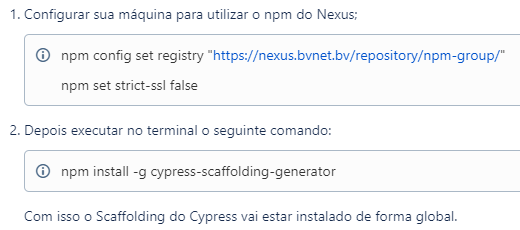 1. Configurar sua máquina para utilizar o npm do Nexus;
npm config set registry "https://nexus.bvnet.bv/repository/npm-group/"
npm set strict-ssl false
2. Depois executar no terminal o seguinte comando:
npm install -g cypress-scaffolding-generator
Com isso o Scaffolding do Cypress vai estar instalado de forma global.